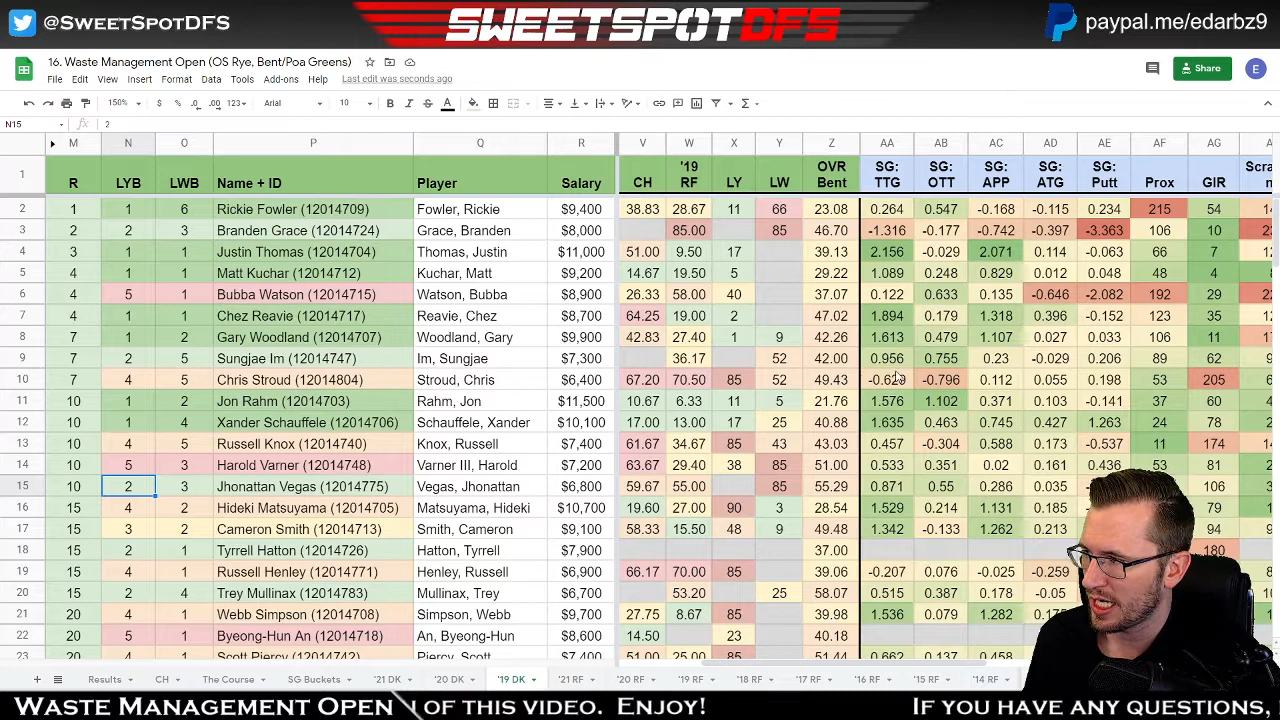 @SweetSpotDFS
SWEETSPOTDFS
paypal.me/edarbz9
16. Waste Management Open (OS Rye, Bent/Poa Greens)
File Edit View Insert Format Data Tools Add-ons Help Last edit was seconds ago
Share
E
150% $ % .0 .00 123 Arial 10 B I S A
N15 fx 2
M N O P Q R V W X Y Z AA AB AC AD AE AF AG
1 R LYB LWB Name + ID Player Salary CH '19 RF LY LW OVR Bent SG: TTG SG: OTT SG: APP SG: ATG SG: Putt Prox GIR
2 1 1 6 Rickie Fowler (12014709) Fowler, Rickie $9,400 38.83 28.67 11 66 23.08 0.264 0.547 -0.168 -0.115 0.234 215 54
3 2 2 3 Branden Grace (12014724) Grace, Branden $8,000 85.00 85 46.70 -1.316 -0.177 -0.742 -0.397 -3.363 106 10
4 3 1 1 Justin Thomas (12014704) Thomas, Justin $11,000 51.00 9.50 17 39.13 2.156 -0.029 2.071 0.114 -0.063 66 7
5 4 1 1 Matt Kuchar (12014712) Kuchar, Matt $9,200 14.67 19.50 5 29.22 1.089 0.248 0.829 0.012 0.048 48 4
6 4 5 1 Bubba Watson (12014715) Watson, Bubba $8,900 26.33 58.00 40 37.07 0.122 0.633 0.135 -0.646 -2.082 192 29
7 4 1 1 Chez Reavie (12014717) Reavie, Chez $8,700 64.25 19.00 2 47.02 1.894 0.179 1.318 0.396 -0.152 123 35
8 7 1 2 Gary Woodland (12014707) Woodland, Gary $9,900 42.83 27.40 1 9 42.26 1.613 0.479 1.107 0.027 0.033 106 11
9 7 2 5 Sungjae Im (12014747) Im, Sungjae $7,300 36.17 52 42.00 0.956 0.755 0.23 -0.029 0.206 89 62
10 7 4 5 Chris Stroud (12014804) Stroud, Chris $6,400 67.20 70.50 85 52 49.43 -0.629 -0.796 0.112 0.055 0.198 53 205
11 10 1 2 Jon Rahm (12014703) Rahm, Jon $11,500 10.67 6.33 11 5 21.76 1.576 1.102 0.371 0.103 -0.141 37 60
12 10 1 4 Xander Schauffele (12014706) Schauffele, Xander $10,100 17.00 13.00 17 25 40.88 1.635 0.463 0.745 0.427 1.263 24 78
13 10 4 5 Russell Knox (12014740) Knox, Russell $7,400 61.67 34.67 85 43 43.03 0.457 -0.304 0.588 0.173 -0.537 11 174
14 10 5 3 Harold Varner (12014748) Varner III, Harold $7,200 63.67 29.40 38 85 51.00 0.533 0.351 0.02 0.161 0.436 53 81
15 10 2 3 Jhonattan Vegas (12014775) Vegas, Jhonattan $6,800 59.67 55.00 85 55.29 0.871 0.55 0.286 0.035 106
16 15 4 2 Hideki Matsuyama (12014705) Matsuyama, Hideki $10,700 19.60 27.00 90 3 28.54 1.529 0.214 1.131 0.185 79
17 15 3 2 Cameron Smith (12014713) Smith, Cameron $9,100 58.33 15.50 48 9 49.48 1.342 -0.133 1.262 0.213 94
18 15 2 1 Tyrrell Hatton (12014726) Hatton, Tyrrell $7,900 37.00 180
19 15 4 1 Russell Henley (12014771) Henley, Russell $6,900 66.17 70.00 85 39.06 -0.207 0.076 -0.025 -0.259
20 15 2 4 Trey Mullinax (12014783) Mullinax, Trey $6,700 53.20 25 58.07 0.515 0.387 0.178 -0.05
21 20 4 1 Webb Simpson (12014708) Simpson, Webb $9,700 27.75 8.67 85 39.98 1.536 0.079 1.282
22 20 5 1 Byeong-Hun An (12014718) An, Byeong-Hun $8,600 14.50 23 40.18
23 20 4 1 Scott Piercy (12014742) Piercy, Scott $7,400 51.00 25.00 85 51.44 0.662 0.137 0.458
Results CH The Course SG Buckets '21 DK '20 DK '19 DK '21 RF '20 RF '19 RF '18 RF '17 RF '16 RF '15 RF '14 RF
WASTE MANAGEMENT OPEN OF THIS VIDEO. ENJOY! IF YOU HAVE ANY QUESTIONS,